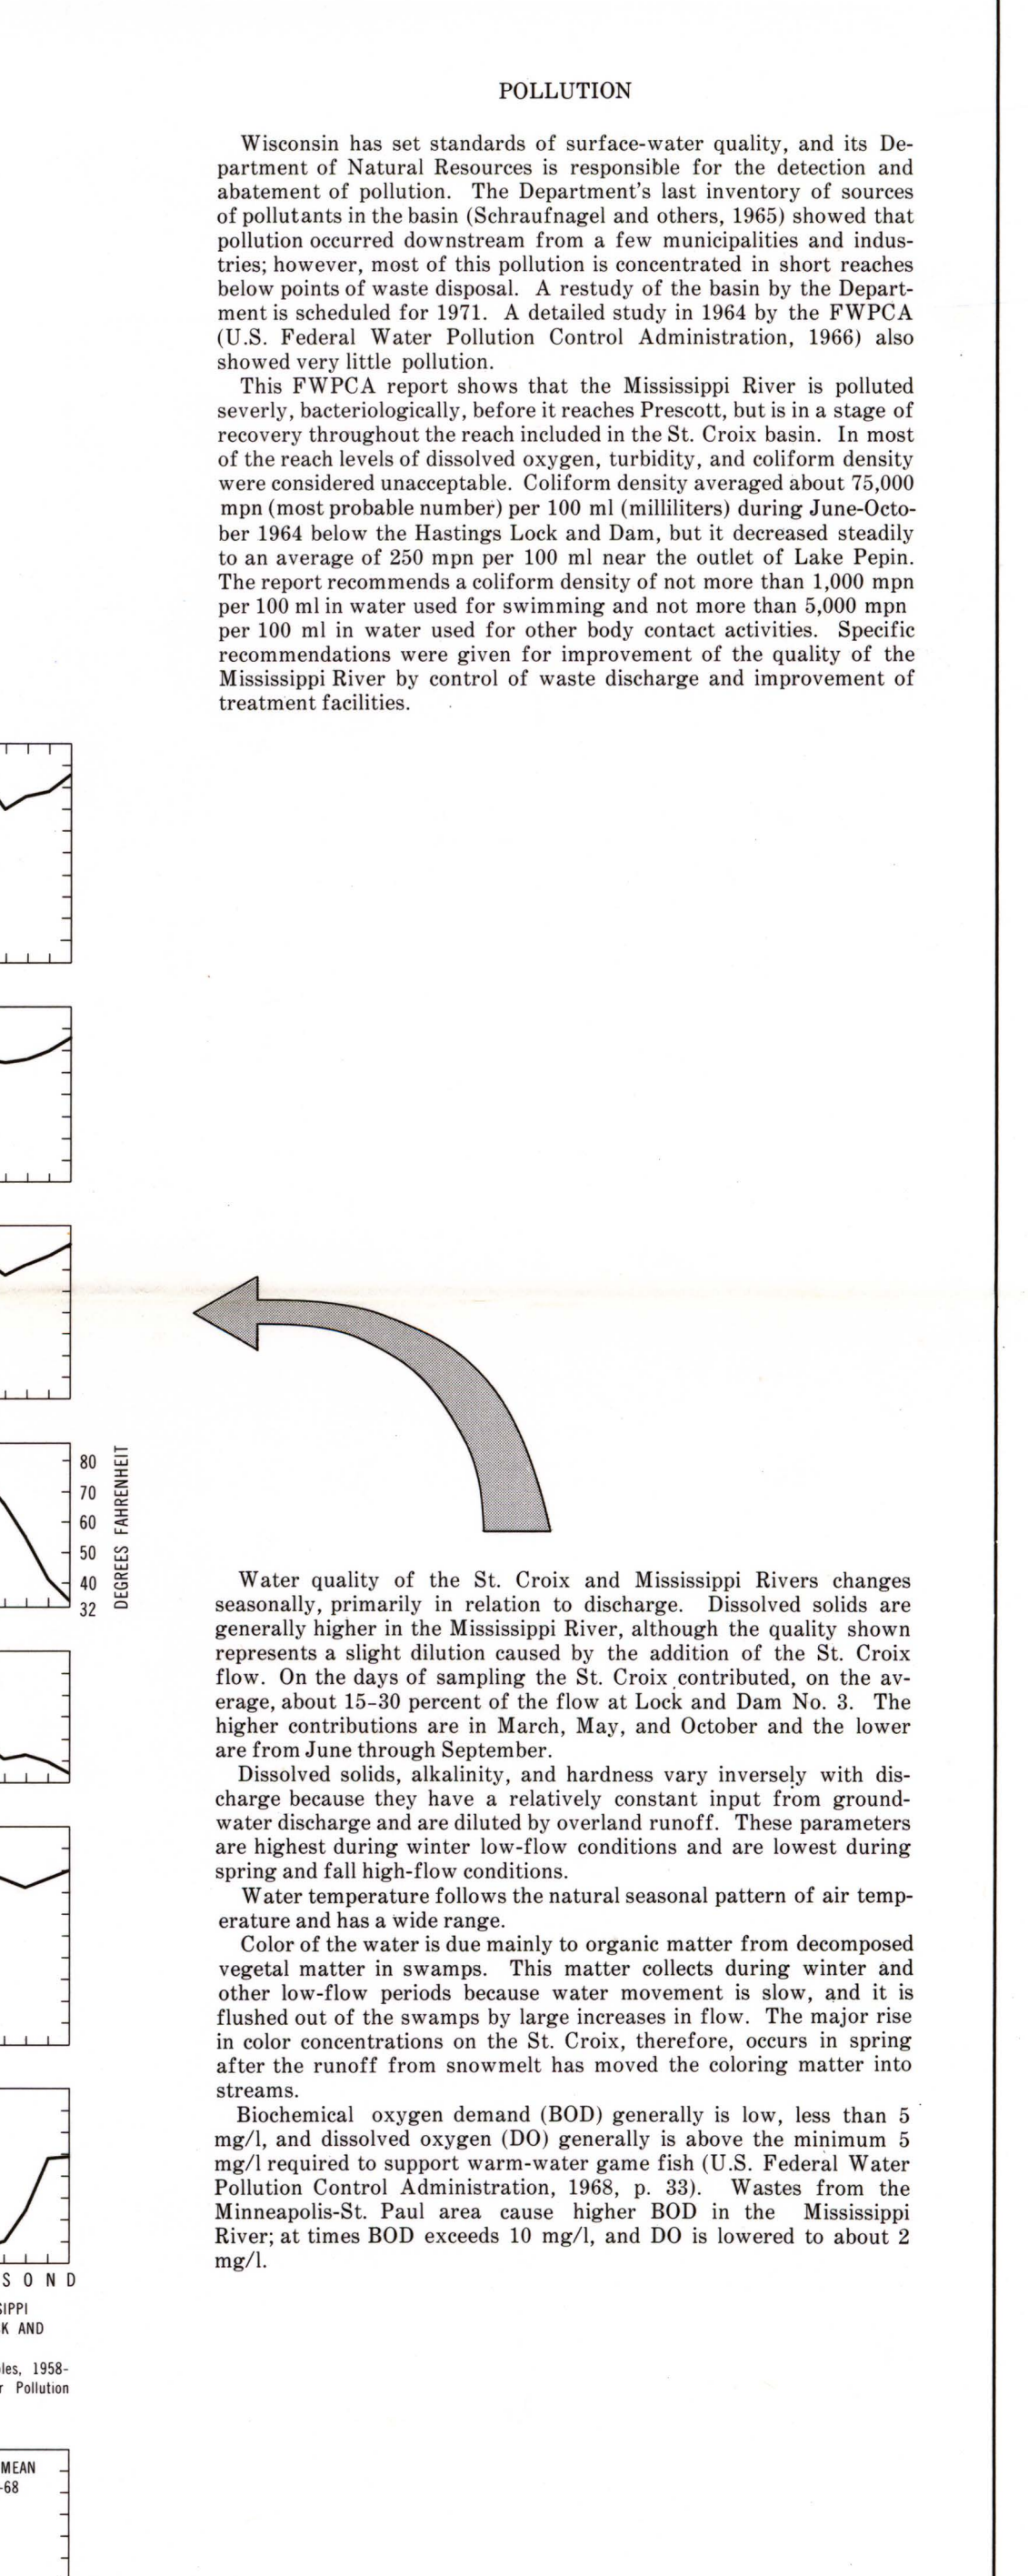 POLLUTION
Wisconsin has set standards of surface-water quality, and its De-
partment of Natural Resources is responsible for the detection and
abatement of pollution. The Department's last inventory of sources
of pollutants in the basin (Schraufnagel and others, 1965) showed that
pollution occurred downstream from a few municipalities and indus-
tries; however, most of this pollution is concentrated in short reaches
below points of waste disposal. A restudy of the basin by the Depart-
ment is scheduled for 1971. A detailed study in 1964 by the FWPCA
(U.S. Federal Water Pollution Control Administration, 1966) also
showed very little pollution.
This FWPCA report shows that the Mississippi River is polluted
severly, bacteriologically, before it reaches Prescott, but is in a stage of
recovery throughout the reach included in the St. Croix basin. In most
of the reach levels of dissolved oxygen, turbidity, and coliform density
were considered unacceptable. Coliform density averaged about 75,000
mpn (most probable number) per 100 ml (milliliters) during June-Octo-
ber 1964 below the Hastings Lock and Dam, but it decreased steadily
to an average of 250 mpn per 100 ml near the outlet of Lake Pepin.
The report recommends a coliform density of not more than 1,000 mpn
per 100 ml in water used for swimming and not more than 5,000 mpn
per 100 ml in water used for other body contact activities. Specific
recommendations were given for improvement of the quality of the
Mississippi River by control of waste discharge and improvement of
treatment facilities.
80
70
60
50
40
32
DEGREES FAHRENHEIT
Water quality of the St. Croix and Mississippi Rivers changes
seasonally, primarily in relation to discharge. Dissolved solids are
generally higher in the Mississippi River, although the quality shown
represents a slight dilution caused by the addition of the St. Croix
flow. On the days of sampling the St. Croix contributed, on the av-
erage, about 15-30 percent of the flow at Lock and Dam No. 3. The
higher contributions are in March, May, and October and the lower
are from June through September.
Dissolved solids, alkalinity, and hardness vary inversely with dis-
charge because they have a relatively constant input from ground-
water discharge and are diluted by overland runoff. These parameters
are highest during winter low-flow conditions and are lowest during
spring and fall high-flow conditions.
Water temperature follows the natural seasonal pattern of air temp-
erature and has a wide range.
Color of the water is due mainly to organic matter from decomposed
vegetal matter in swamps. This matter collects during winter and
other low-flow periods because water movement is slow, and it is
flushed out of the swamps by large increases in flow. The major rise
in color concentrations on the St. Croix, therefore, occurs in spring
after the runoff from snowmelt has moved the coloring matter into
streams.
Biochemical oxygen demand (BOD) generally is low, less than 5
mg/l, and dissolved oxygen (DO) generally is above the minimum 5
mg/l required to support warm-water game fish (U.S. Federal Water
Pollution Control Administration, 1968, p. 33). Wastes from the
Minneapolis-St. Paul area cause higher BOD in the Mississippi
River; at times BOD exceeds 10 mg/l, and DO is lowered to about 2
mg/l.
S O N D
SIPPI
K AND
les, 1958-
r Pollution
MEAN
-68